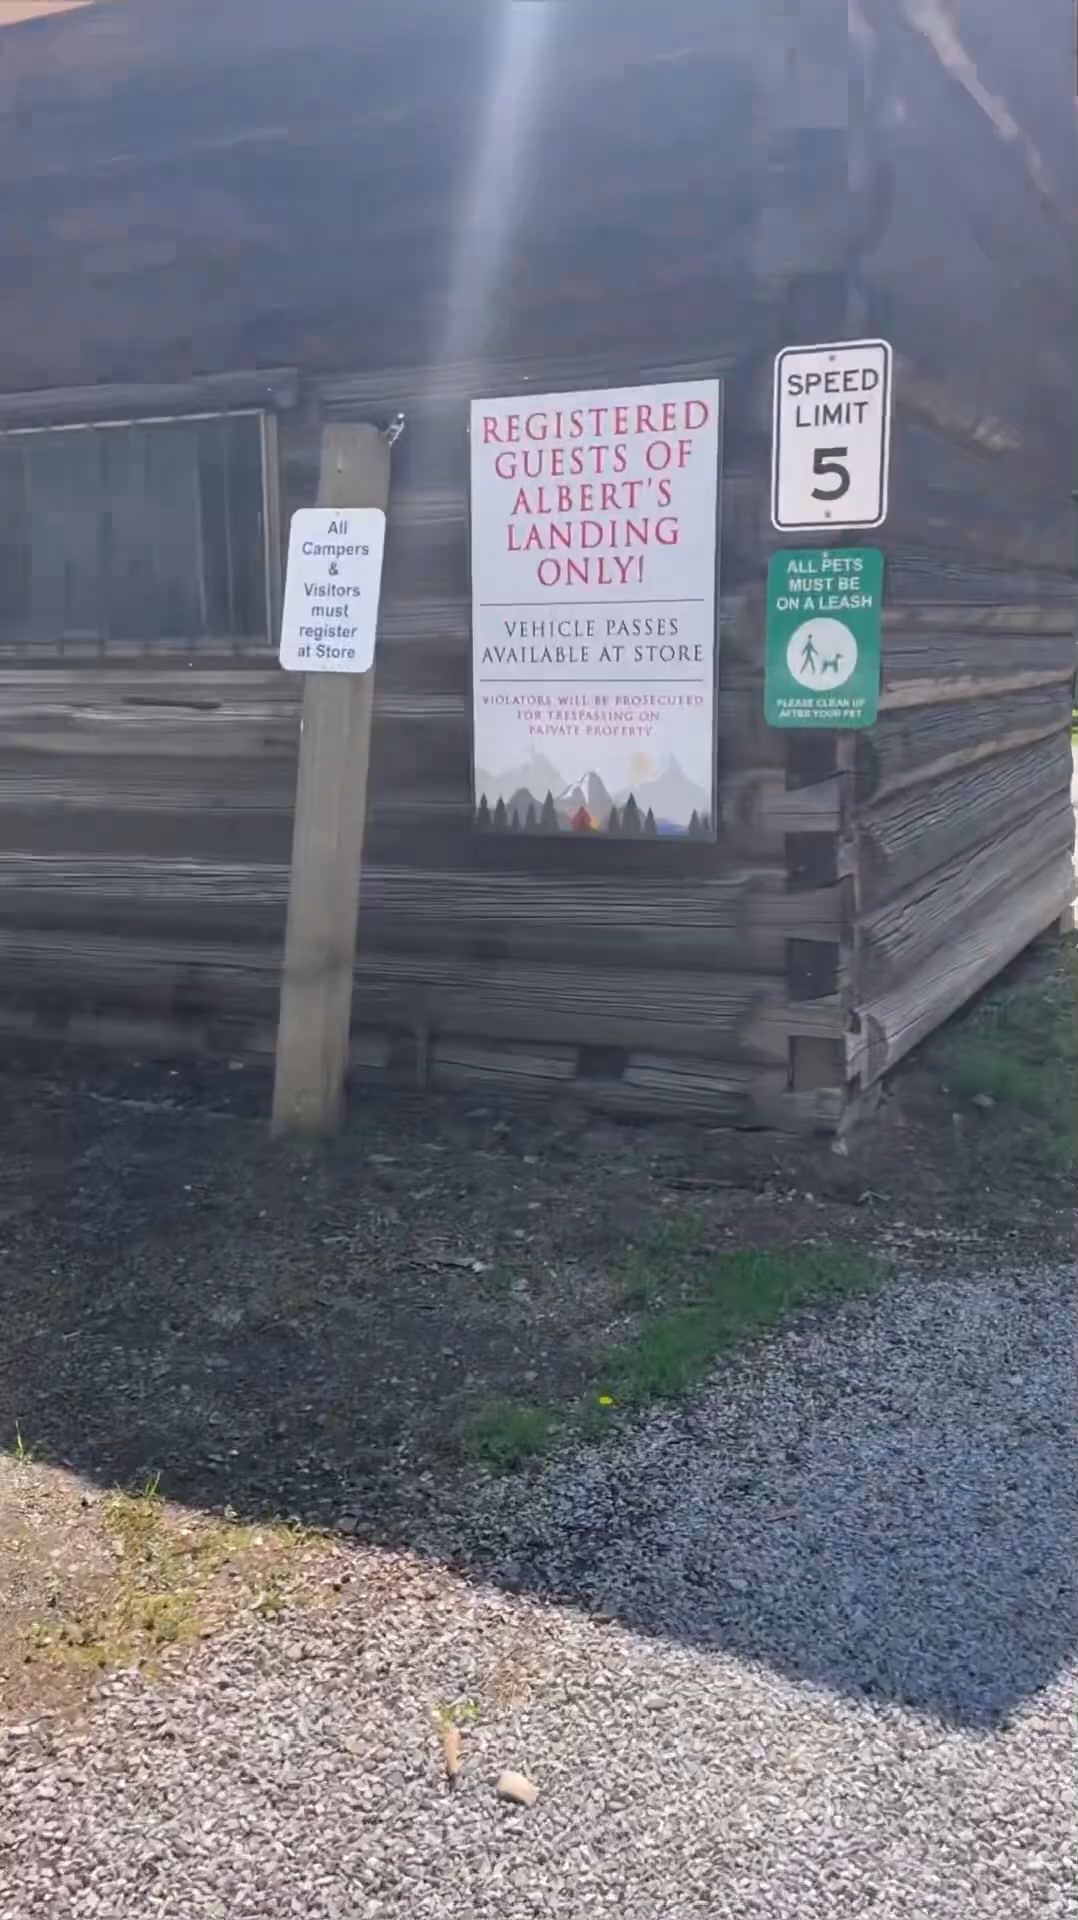 All
Campers
&
Visitors
must
register
at Store
REGISTERED
GUESTS OF
ALBERT'S
LANDING
ONLY!
VEHICLE PASSES
AVAILABLE AT STORE
VIOLATORS WILL BE PROSECUTED
FOR TRESPASSING ON
PRIVATE PROPERTY
SPEED
LIMIT
5
ALL PETS
MUST BE
ON A LEASH
PLEASE CLEAN UP
AFTER YOUR PET